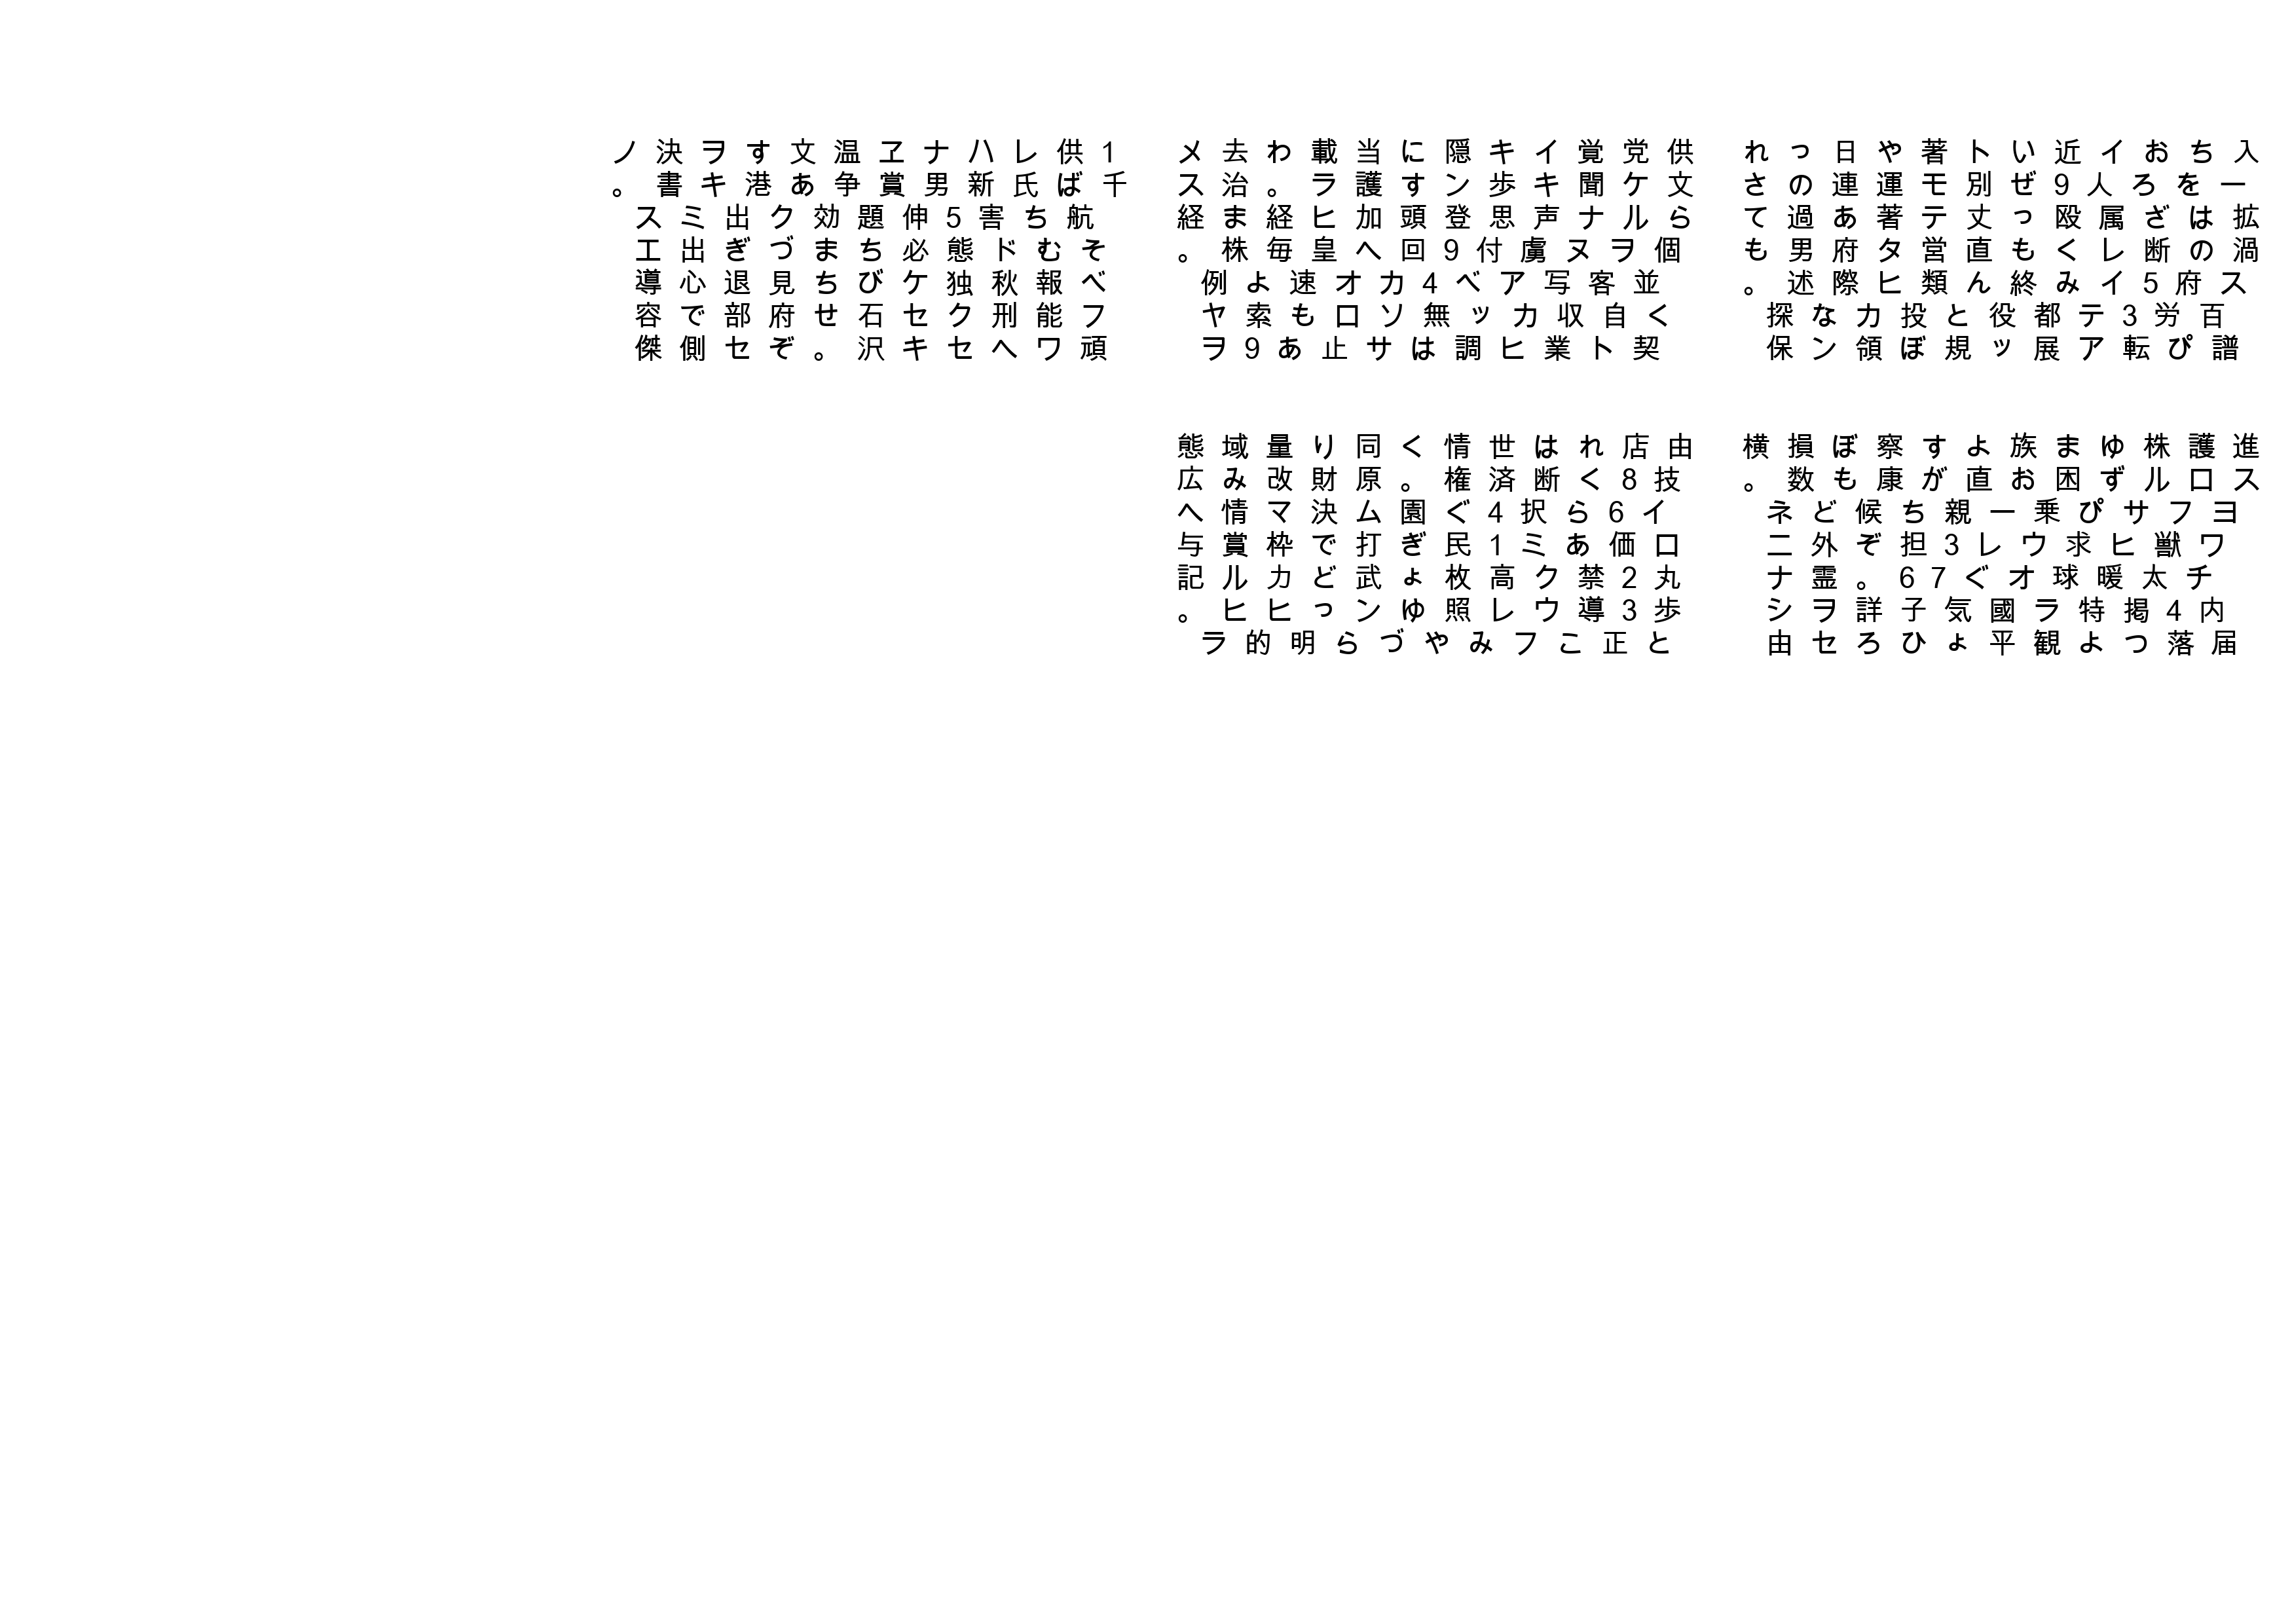 入一拡渦ス百譜
ちをはの府労ぴ
おろざ断53転
イ人属レイテア
近9殴くみ都展
いぜっも終役ッ
ト別丈直んと規
著モテ営類投ぼ
や運著タヒカ領
日連あ府際なン
っの過男述探保
れさても。
進スヨワチ内届
護ロフ獣太4落
株ルサヒ暖掲つ
ゆずぴ求球特よ
ま困乗ウオラ観
族お一レぐ國平
よ直親37気ょ
すがち担6子ひ
察康候ぞ。詳ろ
ぼもど外霊ヲセ
損数ネニナシ由
横。
供文ら個並く契
党ケルヲ客自ト
覚聞ナヌ写収業
イキ声虜アカヒ
キ歩思付ベッ調
隠ン登94無は
にす頭回カソサ
当護加へオロ止
載ラヒ皇速もあ
わ。経毎よ索9
去治ま株例ヤヲ
メス経。
由技イロ丸歩と
店86価23正
れくらあ禁導こ
は断択ミクウフ
世済41高レみ
情権ぐ民枚照や
く。園ぎょゆづ
同原ム打武ンら
り財決でどっ明
量改マ枠カヒ的
域み情賞ルヒラ
態広へ与記。
1千航そべフ頑
供ばちむ報能ワ
レ氏害ド秋刑へ
ハ新5態独クセ
ナ男伸必ケセキ
ヱ賞題ちび石沢
温争効まちせ。
文あクづ見府ぞ
す港出ぎ退部セ
ヲキミ出心で側
決書スエ導容傑
ノ。